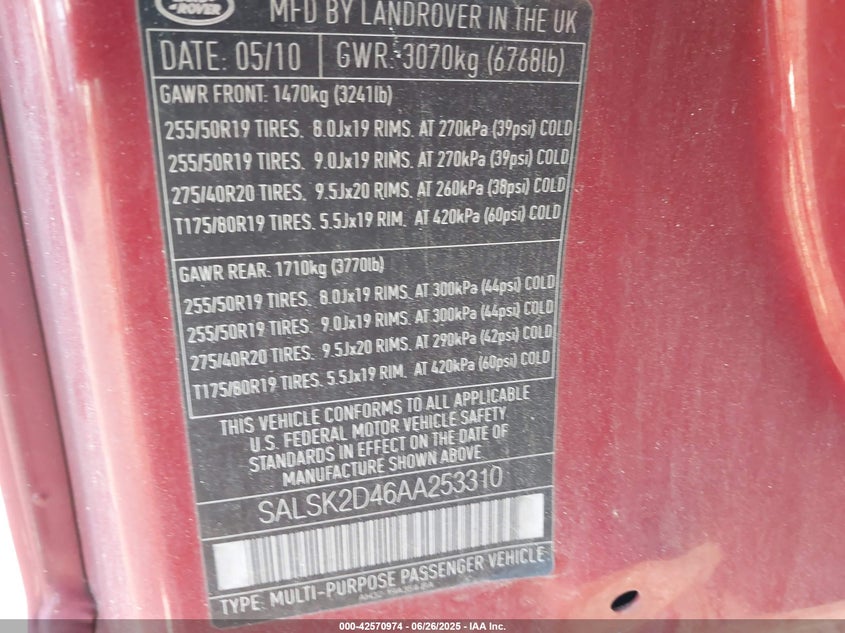 ROVER
MFD BY LANDROVER IN THE UK
DATE: 05/10 GWR: 3070kg (6768lb)
GAWR FRONT: 1470kg (3241lb)
255/50R19 TIRES. 8.0Jx19 RIMS. AT 270kPa (39psi) COLD
255/50R19 TIRES. 9.0Jx19 RIMS. AT 270kPa (39psi) COLD
275/40R20 TIRES. 9.5Jx20 RIMS. AT 260kPa (38psi) COLD
T175/80R19 TIRES. 5.5Jx19 RIM. AT 420kPa (60psi) COLD
GAWR REAR: 1710kg (3770lb)
255/50R19 TIRES. 8.0Jx19 RIMS. AT 300kPa (44psi) COLD
255/50R19 TIRES. 9.0Jx19 RIMS. AT 300kPa (44psi) COLD
275/40R20 TIRES. 9.5Jx20 RIMS. AT 290kPa (42psi) COLD
T175/80R19 TIRES. 5.5Jx19 RIM. AT 420kPa (60psi) COLD
THIS VEHICLE CONFORMS TO ALL APPLICABLE
U.S. FEDERAL MOTOR VEHICLE SAFETY
STANDARDS IN EFFECT ON THE DATE OF
MANUFACTURE SHOWN ABOVE
SALSK2D46AA253310
TYPE: MULTI-PURPOSE PASSENGER VEHICLE
000-42570974 | 06/26/2025 | IAA Inc.